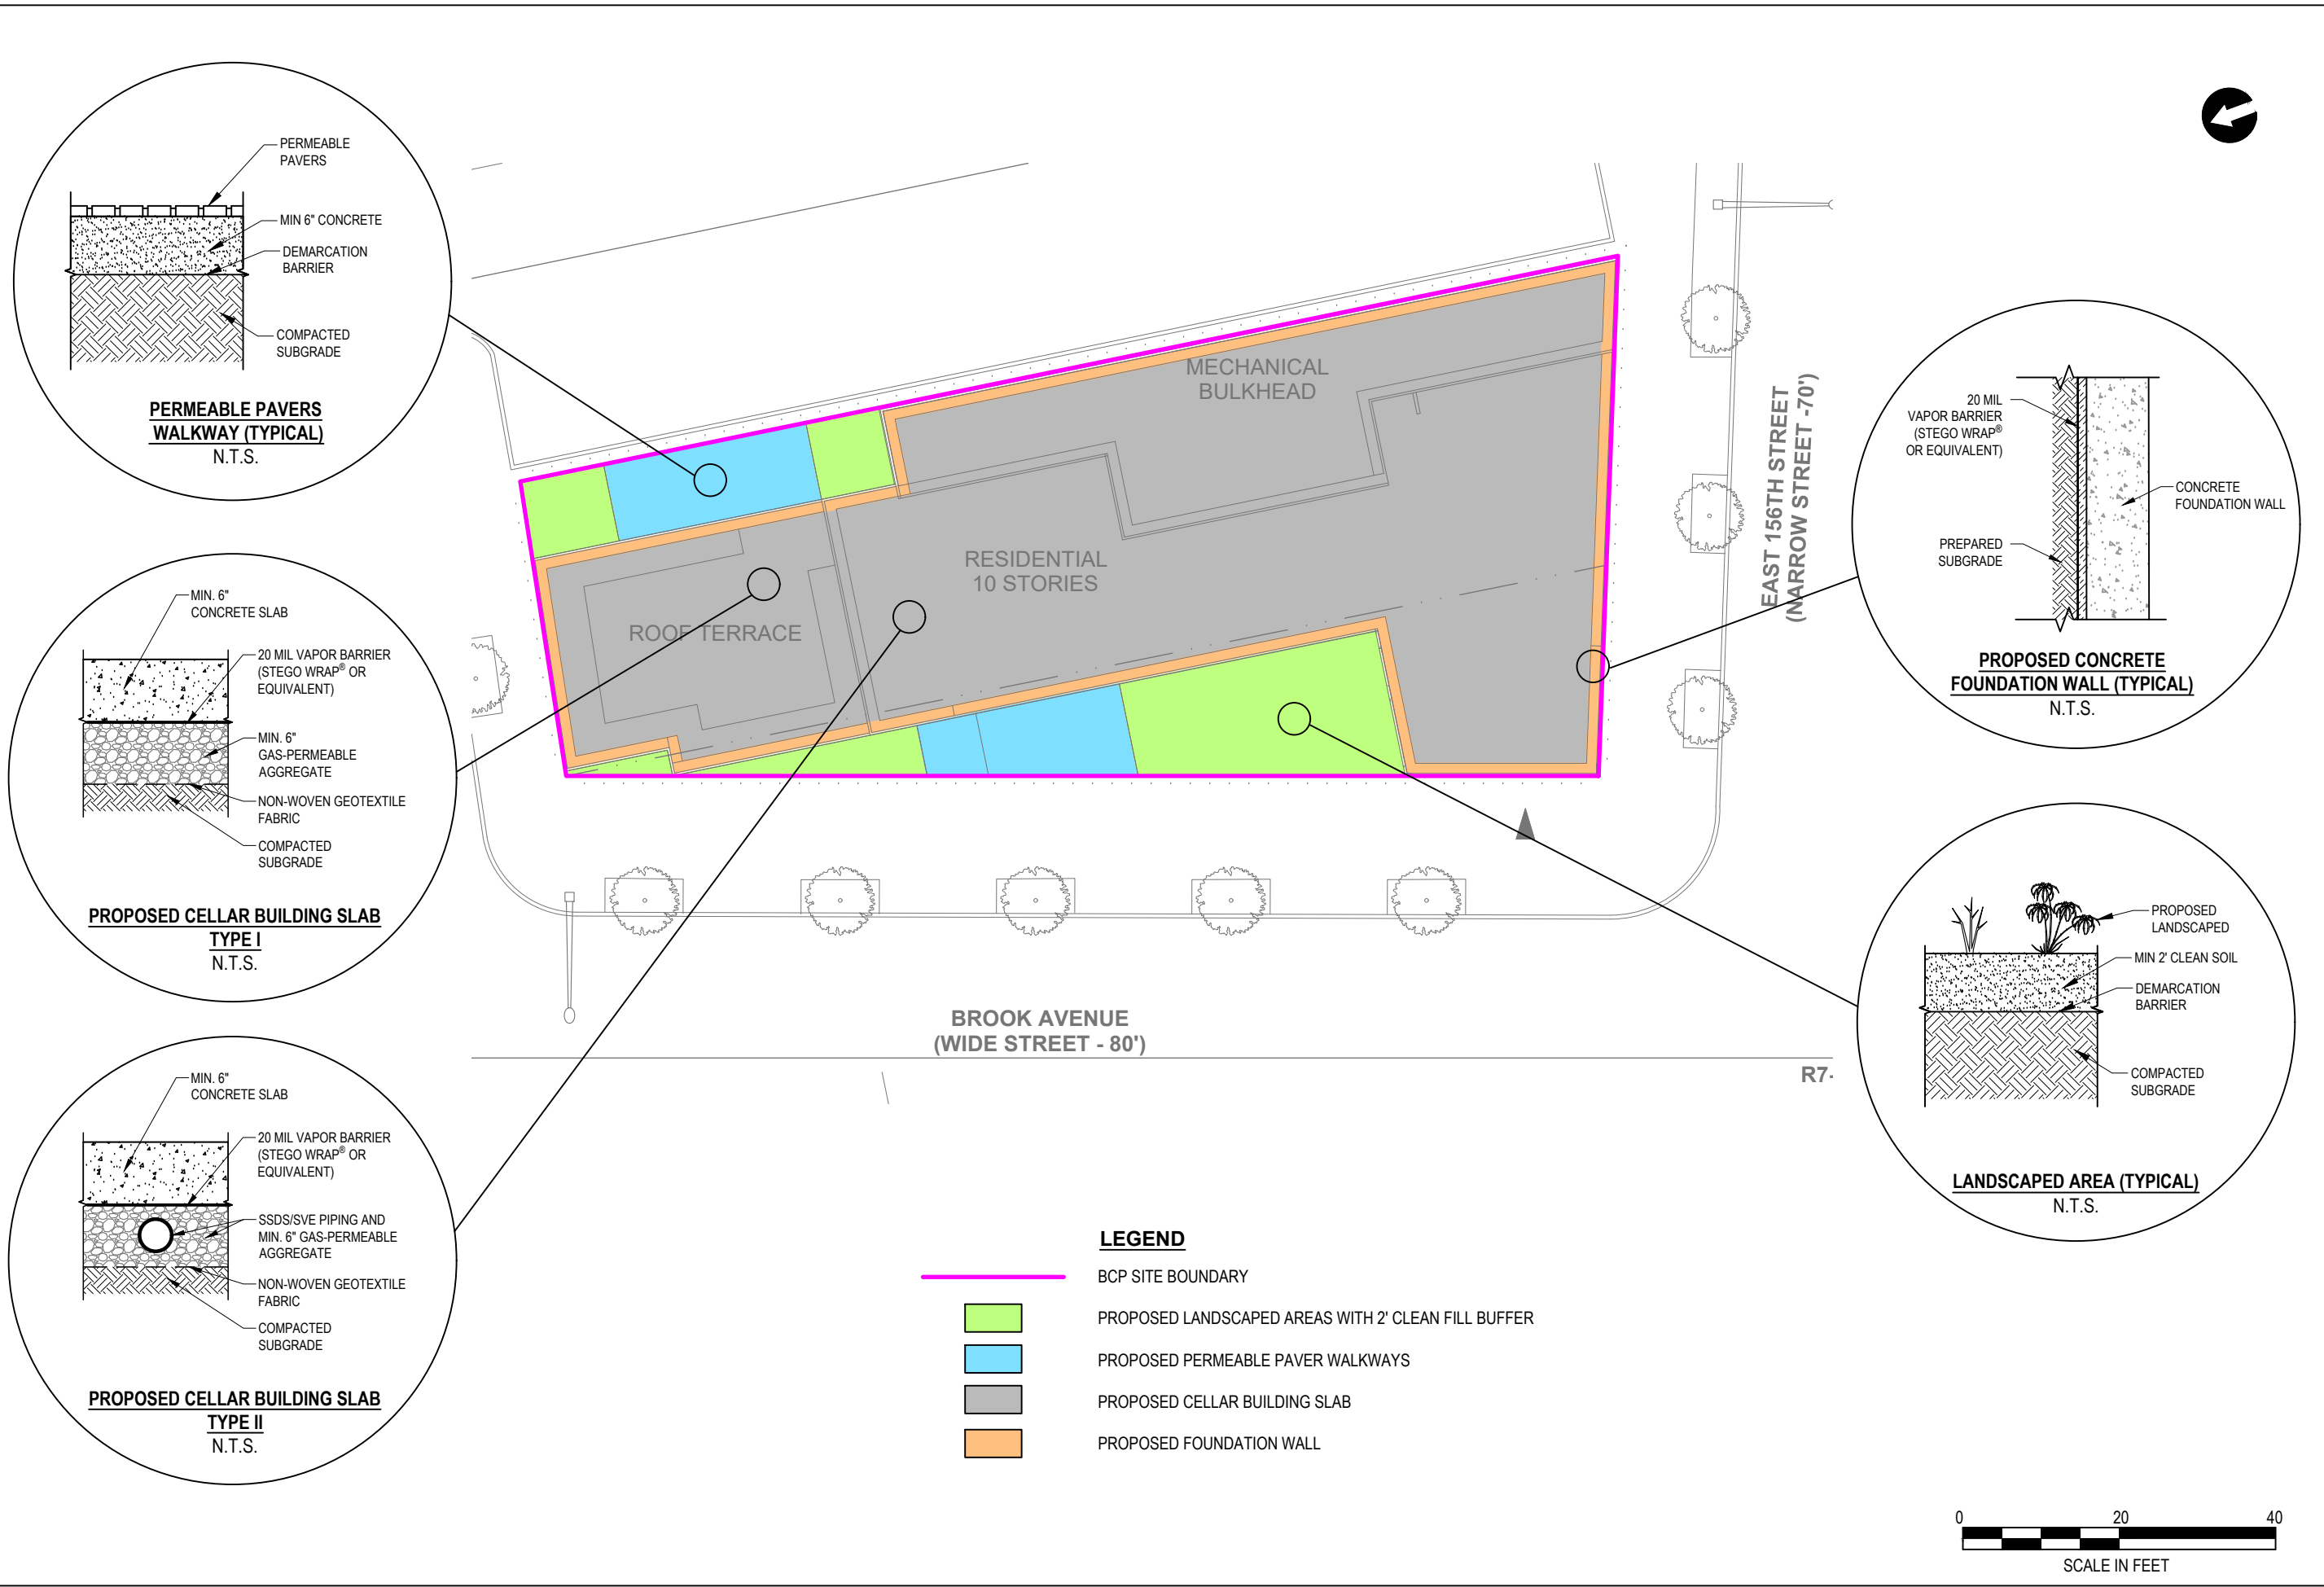 PERMEABLE
PAVERS
MIN 6" CONCRETE
DEMARCATION
BARRIER
COMPACTED
SUBGRADE
PERMEABLE PAVERS
WALKWAY (TYPICAL)
N.T.S.
MIN. 6"
CONCRETE SLAB
20 MIL VAPOR BARRIER
(STEGO WRAP® OR
EQUIVALENT)
MIN. 6"
GAS-PERMEABLE
AGGREGATE
NON-WOVEN GEOTEXTILE
FABRIC
COMPACTED
SUBGRADE
PROPOSED CELLAR BUILDING SLAB
TYPE I
N.T.S.
MIN. 6"
CONCRETE SLAB
20 MIL VAPOR BARRIER
(STEGO WRAP® OR
EQUIVALENT)
SSDS/SVE PIPING AND
MIN. 6" GAS-PERMEABLE
AGGREGATE
NON-WOVEN GEOTEXTILE
FABRIC
COMPACTED
SUBGRADE
PROPOSED CELLAR BUILDING SLAB
TYPE II
N.T.S.
MECHANICAL
BULKHEAD
RESIDENTIAL
10 STORIES
ROOF TERRACE
EAST 156TH STREET
(NARROW STREET -70')
BROOK AVENUE
(WIDE STREET - 80')
R7-
20 MIL
VAPOR BARRIER
(STEGO WRAP®
OR EQUIVALENT)
CONCRETE
FOUNDATION WALL
PREPARED
SUBGRADE
PROPOSED CONCRETE
FOUNDATION WALL (TYPICAL)
N.T.S.
PROPOSED
LANDSCAPED
MIN 2' CLEAN SOIL
DEMARCATION
BARRIER
COMPACTED
SUBGRADE
LANDSCAPED AREA (TYPICAL)
N.T.S.
LEGEND
BCP SITE BOUNDARY
PROPOSED LANDSCAPED AREAS WITH 2' CLEAN FILL BUFFER
PROPOSED PERMEABLE PAVER WALKWAYS
PROPOSED CELLAR BUILDING SLAB
PROPOSED FOUNDATION WALL
0 20 40
SCALE IN FEET